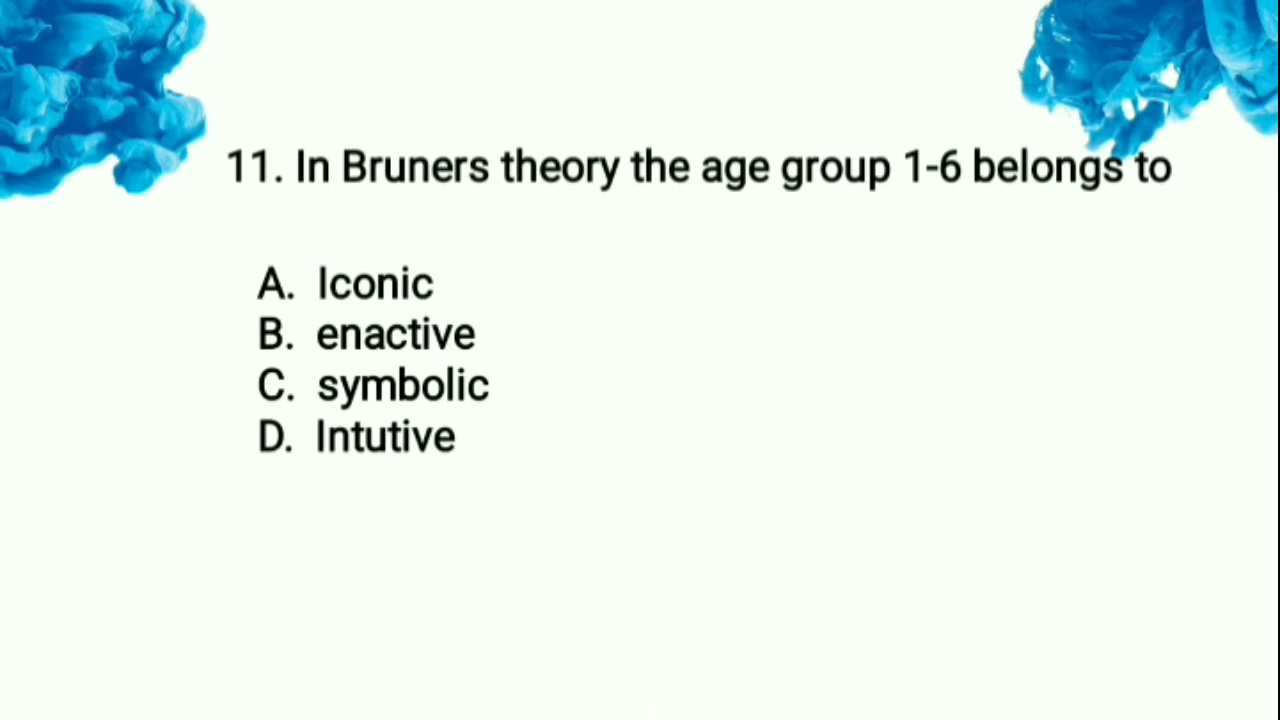 11. In Bruners theory the age group 1-6 belongs to
A. Iconic
B. enactive
C. symbolic
D. Intutive